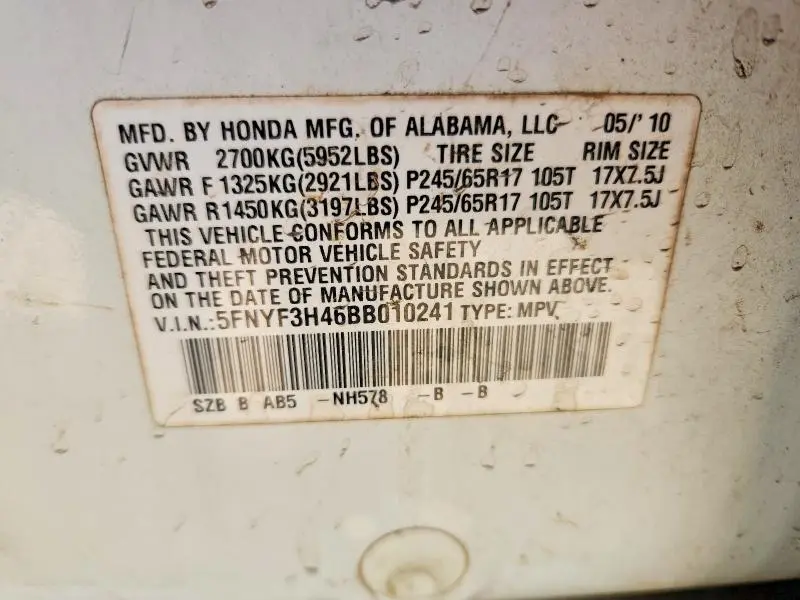 MFD. BY HONDA MFG. OF ALABAMA, LLC 05/'10
GVWR 2700KG(5952LBS) TIRE SIZE RIM SIZE
GAWR F 1325KG(2921LBS) P245/65R17 105T 17X7.5J
GAWR R1450KG(3197LBS) P245/65R17 105T 17X7.5J
THIS VEHICLE CONFORMS TO ALL APPLICABLE
FEDERAL MOTOR VEHICLE SAFETY
AND THEFT PREVENTION STANDARDS IN EFFECT
ON THE DATE OF MANUFACTURE SHOWN ABOVE.
V.I.N.:5FNYF3H46BB010241 TYPE: MPV
SZB B AB5 -NH578 -B -B